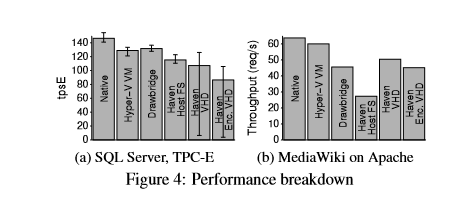 tpsE
140
120
100
80
60
40
20
0
Native
Hyper-V VM
Drawbridge
Haven
Host FS
Haven
VHD
Haven
Enc. VHD
(a) SQL Server, TPC-E
Throughput (req/s)
60
50
40
30
20
10
0
Native
Hyper-V VM
Drawbridge
Haven
Host FS
Haven
VHD
Haven
Enc. VHD
(b) MediaWiki on Apache
Figure 4: Performance breakdown